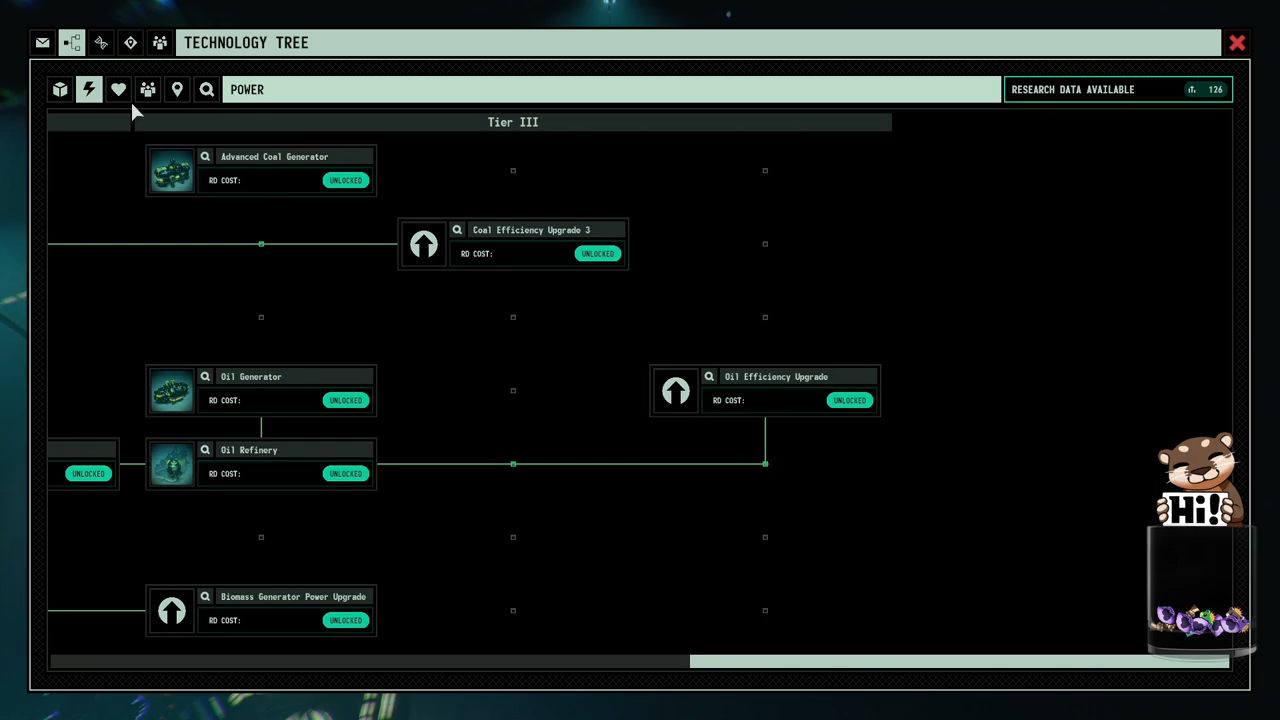 TECHNOLOGY TREE
POWER
RESEARCH DATA AVAILABLE 126
Tier III
Advanced Coal Generator
RD COST: UNLOCKED
Coal Efficiency Upgrade 3
RD COST: UNLOCKED
Oil Generator
RD COST: UNLOCKED
Oil Efficiency Upgrade
RD COST: UNLOCKED
Oil Refinery
UNLOCKED
RD COST: UNLOCKED
Hi!
Biomass Generator Power Upgrade
RD COST: UNLOCKED